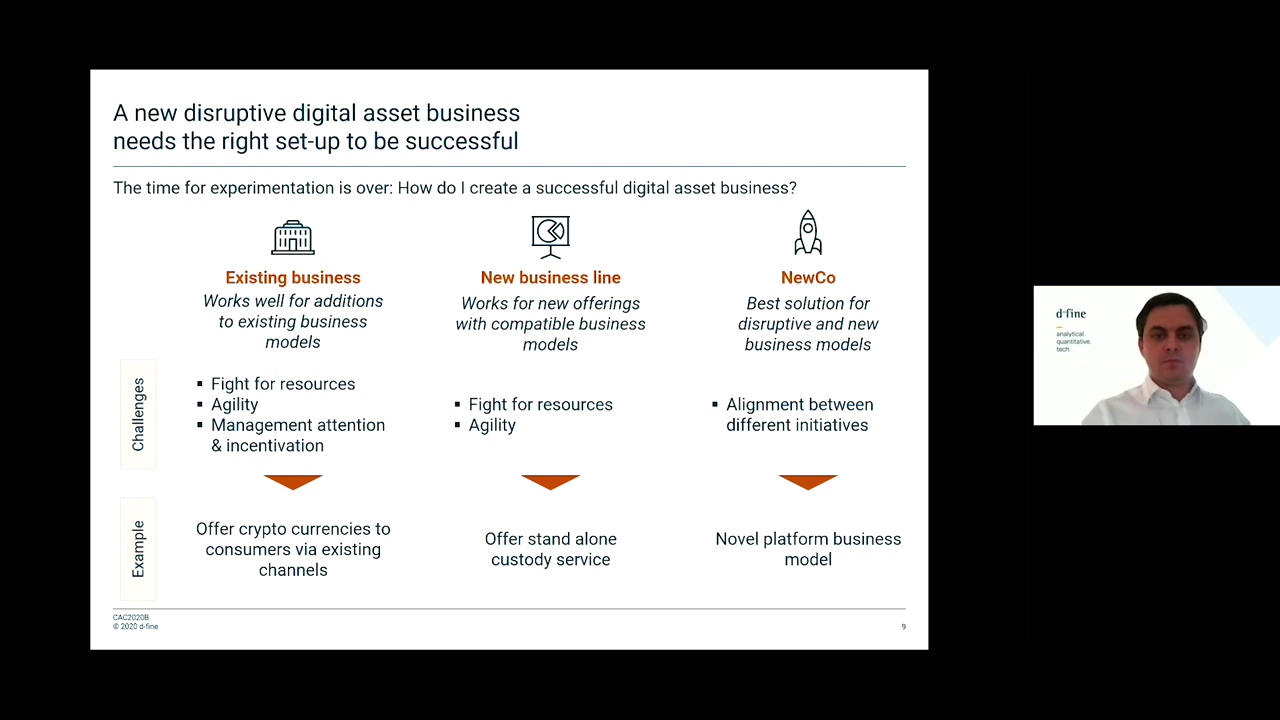 A new disruptive digital asset business
needs the right set-up to be successful
The time for experimentation is over: How do I create a successful digital asset business?
Existing business
Works well for additions
to existing business
models
New business line
Works for new offerings
with compatible business
models
NewCo
Best solution for
disruptive and new
business models
Challenges
▪ Fight for resources
▪ Agility
▪ Management attention
& incentivation
▪ Fight for resources
▪ Agility
▪ Alignment between
different initiatives
Example
Offer crypto currencies to
consumers via existing
channels
Offer stand alone
custody service
Novel platform business
model
CAC2020B
© 2020 d-fine
9
d-fine
analytical.
quantitative.
tech.